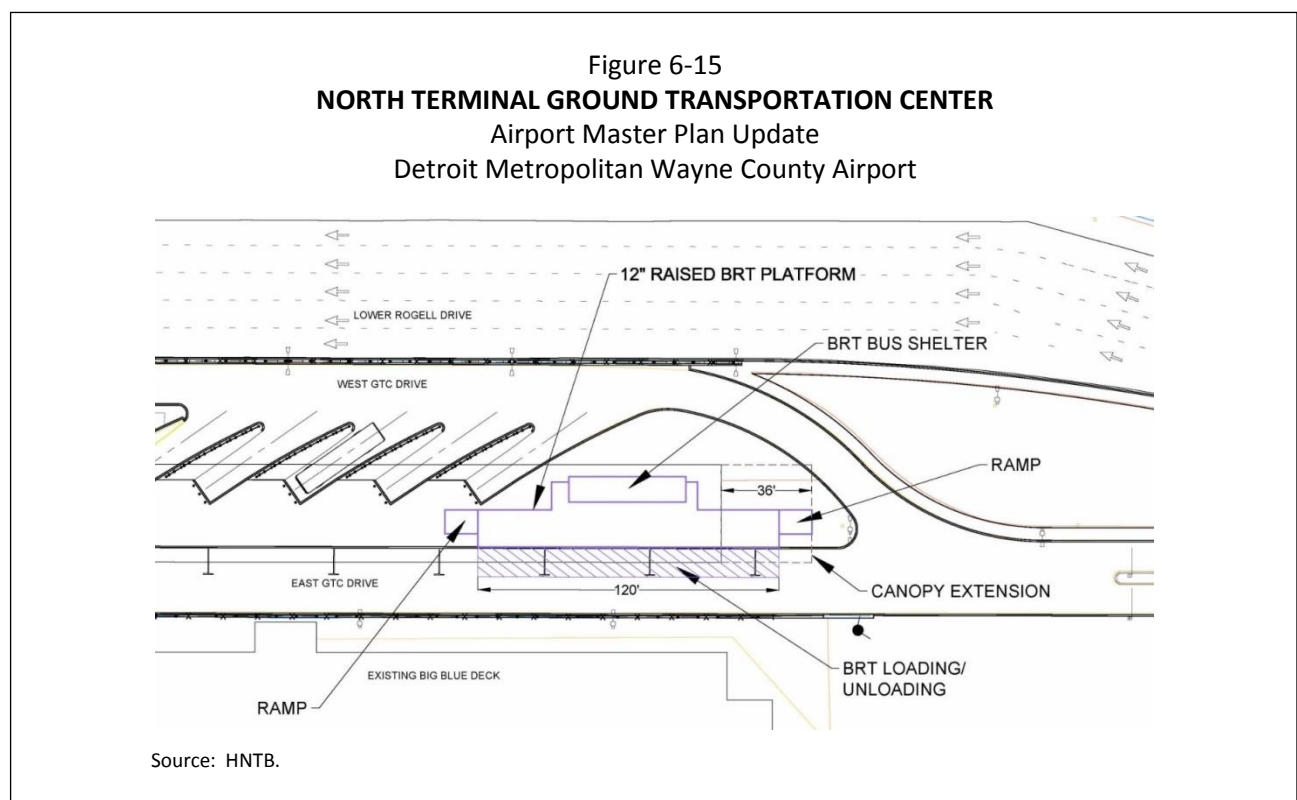 Figure 6-15
NORTH TERMINAL GROUND TRANSPORTATION CENTER
Airport Master Plan Update
Detroit Metropolitan Wayne County Airport
12" RAISED BRT PLATFORM
LOWER ROGELL DRIVE
BRT BUS SHELTER
WEST GTC DRIVE
RAMP
36'
EAST GTC DRIVE
120'
CANOPY EXTENSION
BRT LOADING/
UNLOADING
EXISTING BIG BLUE DECK
RAMP
Source: HNTB.